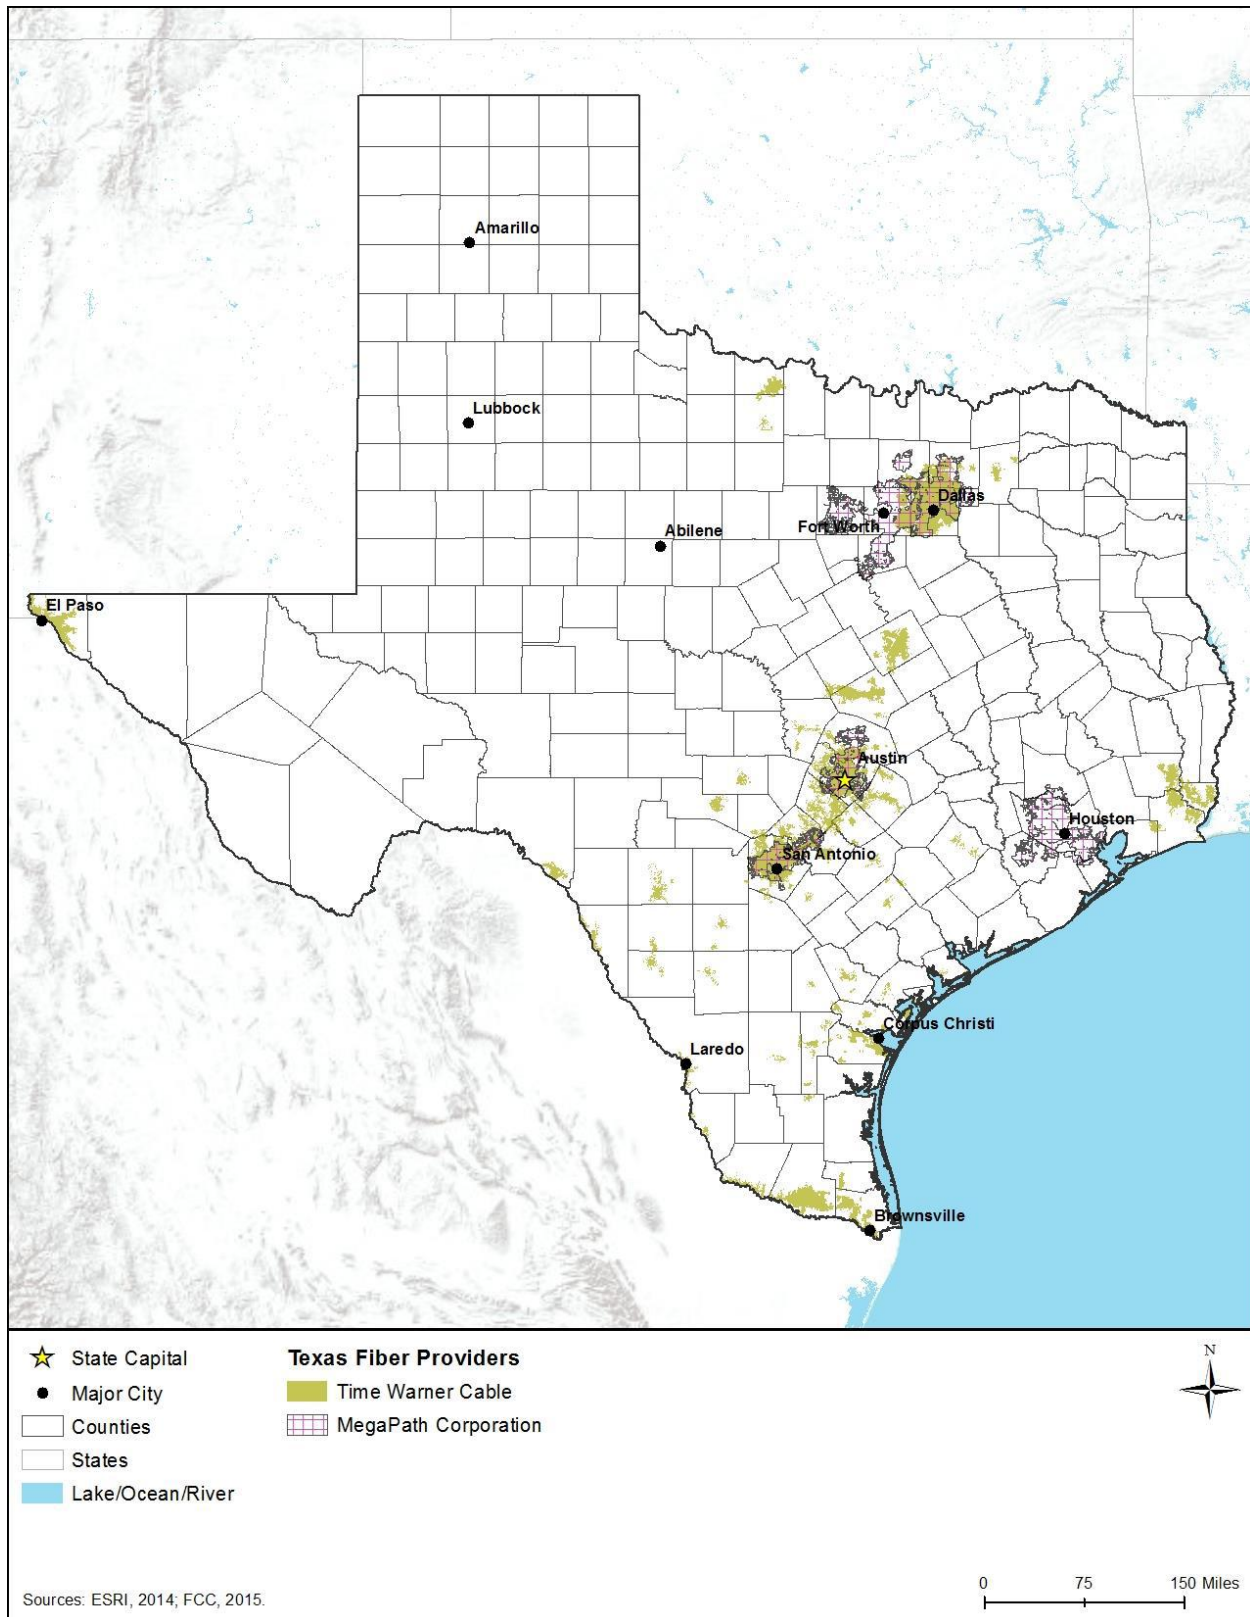 Amarillo
Lubbock
Dallas
Fort Worth
Abilene
El Paso
Austin
Houston
San Antonio
Corpus Christi
Laredo
Brownsville
State Capital
Major City
Counties
States
Lake/Ocean/River
Texas Fiber Providers
Time Warner Cable
MegaPath Corporation
N
Sources: ESRI, 2014; FCC, 2015.
0 75 150 Miles